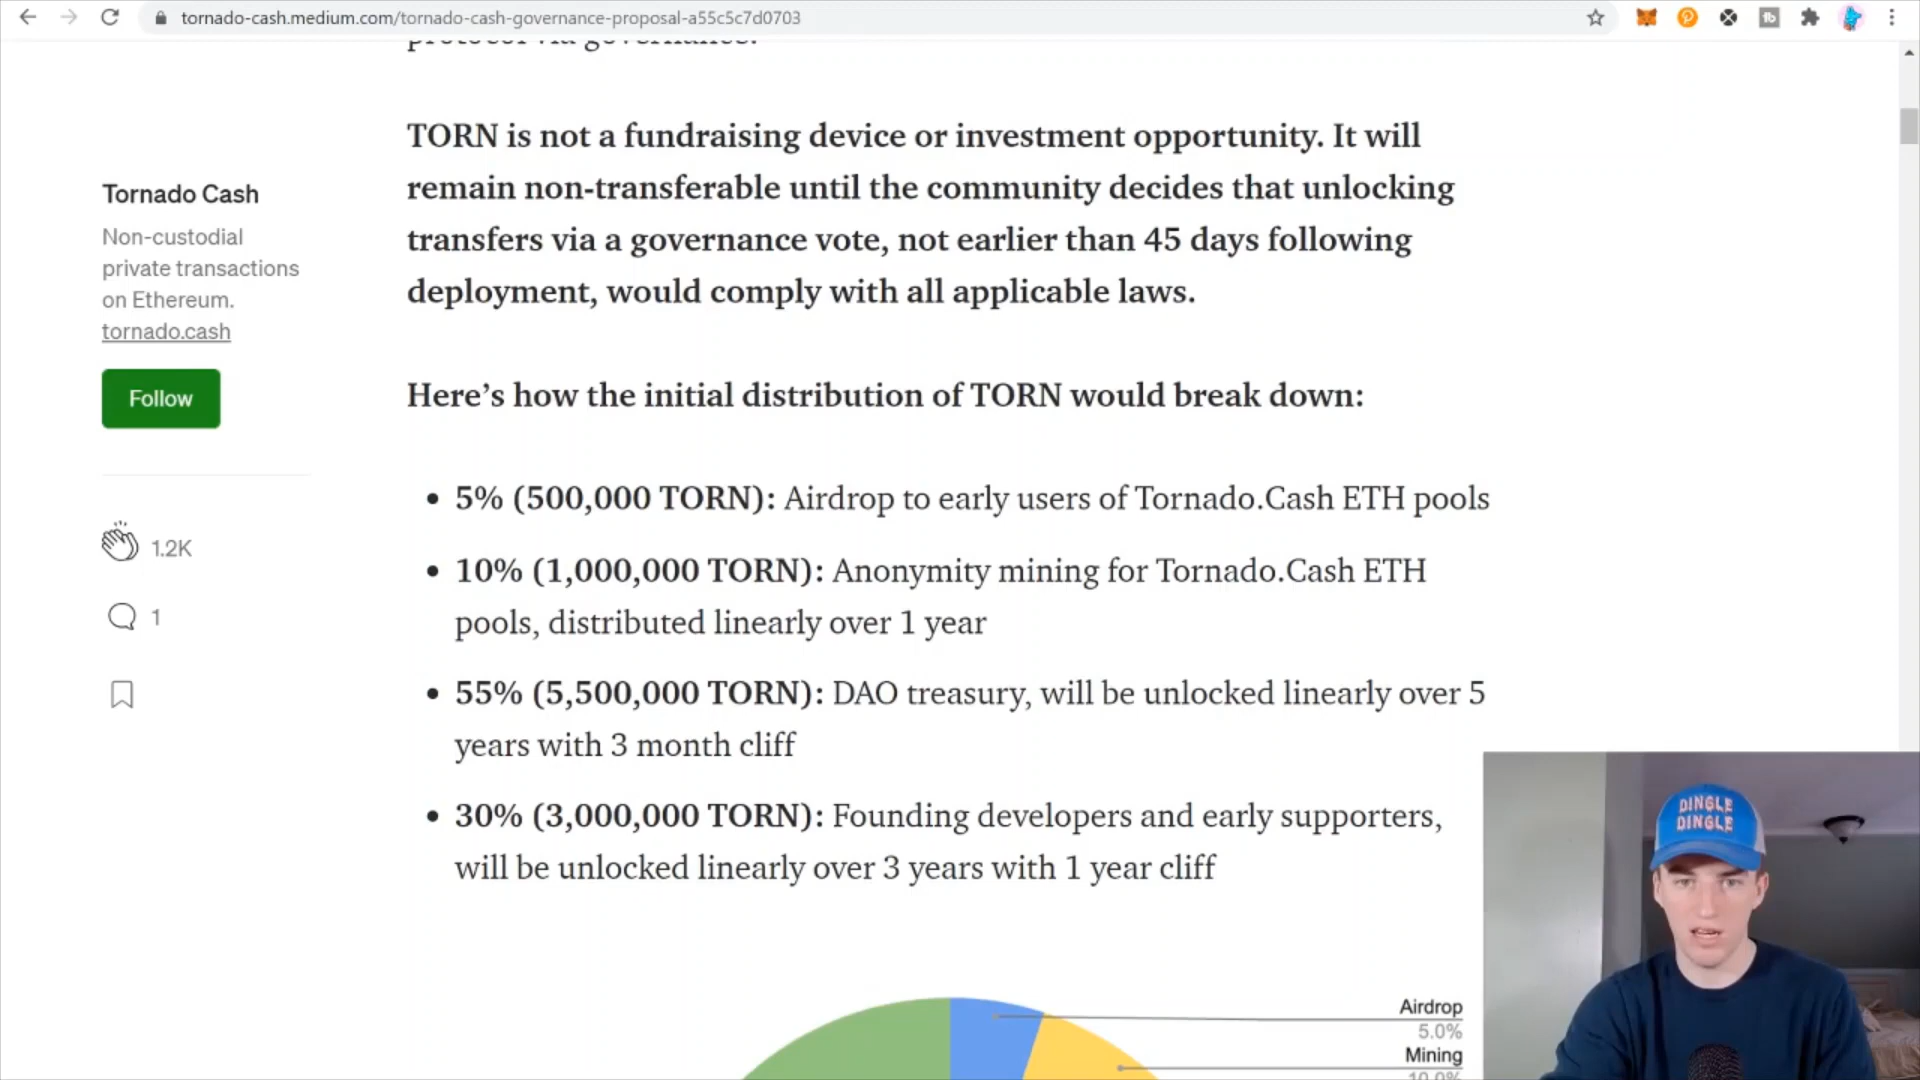 tornado-cash.medium.com/tornado-cash-governance-proposal-a55c5c7d0703
protocol via governance.
TORN is not a fundraising device or investment opportunity. It will
remain non-transferable until the community decides that unlocking
transfers via a governance vote, not earlier than 45 days following
deployment, would comply with all applicable laws.
Tornado Cash
Non-custodial
private transactions
on Ethereum.
tornado.cash
Follow
1.2K
1
Here’s how the initial distribution of TORN would break down:
• 5% (500,000 TORN): Airdrop to early users of Tornado.Cash ETH pools
• 10% (1,000,000 TORN): Anonymity mining for Tornado.Cash ETH
pools, distributed linearly over 1 year
• 55% (5,500,000 TORN): DAO treasury, will be unlocked linearly over 5
years with 3 month cliff
• 30% (3,000,000 TORN): Founding developers and early supporters,
will be unlocked linearly over 3 years with 1 year cliff
Airdrop
5.0%
Mining
10.0%
DINGLE
DINGLE